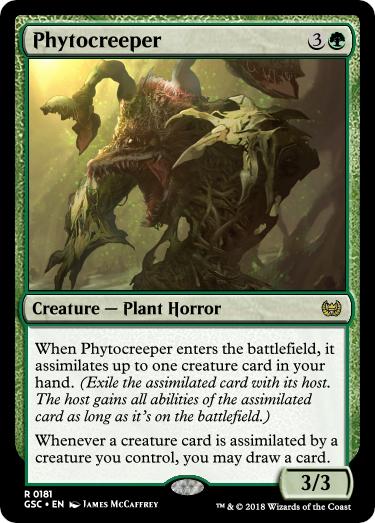 Phytocreeper 3
Creature — Plant Horror
When Phytocreeper enters the battlefield, it
assimilates up to one creature card in your
hand. (Exile the assimilated card with its host.
The host gains all abilities of the assimilated
card as long as it's on the battlefield.)
Whenever a creature card is assimilated by a
creature you control, you may draw a card.
3/3
R 0181
GSC • EN James McCaffrey
™ & © 2018 Wizards of the Coast